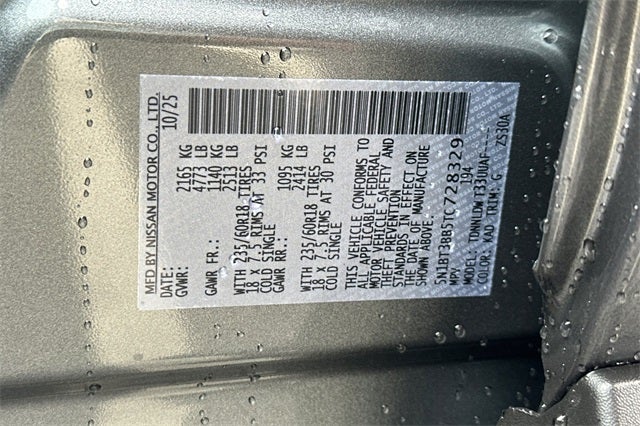 MFD BY NISSAN MOTOR CO., LTD.
DATE: 10/25
GVWR: 2165 KG
4773 LB
GAWR FR.: 1140 KG
2513 LB
WITH 235/60R18 TIRES
18 X 7.5 RIMS AT 33 PSI
COLD SINGLE
GAWR RR.: 1095 KG
2414 LB
WITH 235/60R18 TIRES
18 X 7.5 RIMS AT 30 PSI
COLD SINGLE
THIS VEHICLE CONFORMS TO
ALL APPLICABLE FEDERAL
MOTOR VEHICLE SAFETY AND
THEFT PREVENTION
STANDARDS IN EFFECT ON
THE DATE OF MANUFACTURE
SHOWN ABOVE.
5N1BT3BB5TC728329
MPV 194
MODEL: TDNNLDWT33UUAF----
COLOR: KAD TRIM: G ZS30A